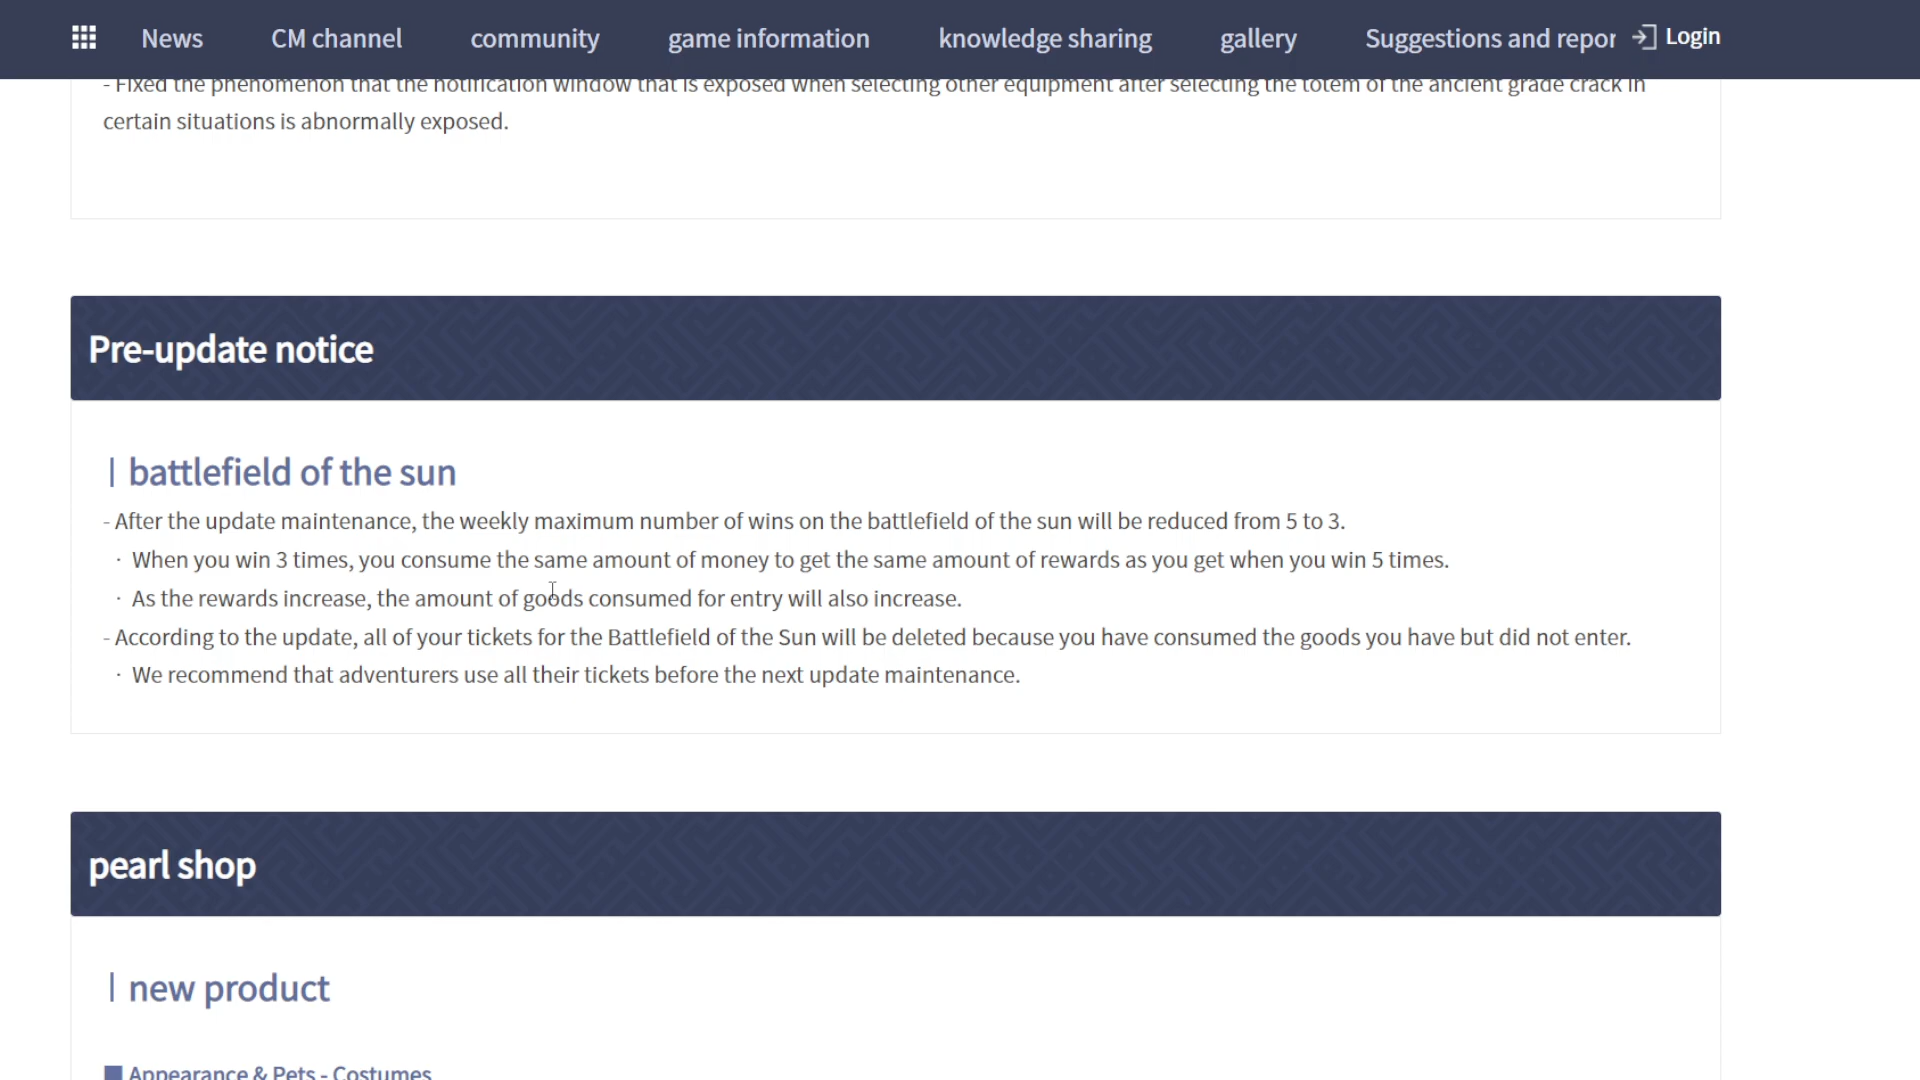 News CM channel community game information knowledge sharing gallery Suggestions and repor Login
- Fixed the phenomenon that the notification window that is exposed when selecting other equipment after selecting the totem of the ancient grade crack in
certain situations is abnormally exposed.
Pre-update notice
| battlefield of the sun
- After the update maintenance, the weekly maximum number of wins on the battlefield of the sun will be reduced from 5 to 3.
· When you win 3 times, you consume the same amount of money to get the same amount of rewards as you get when you win 5 times.
· As the rewards increase, the amount of goods consumed for entry will also increase.
- According to the update, all of your tickets for the Battlefield of the Sun will be deleted because you have consumed the goods you have but did not enter.
· We recommend that adventurers use all their tickets before the next update maintenance.
pearl shop
| new product
■ Appearance & Pets - Costumes